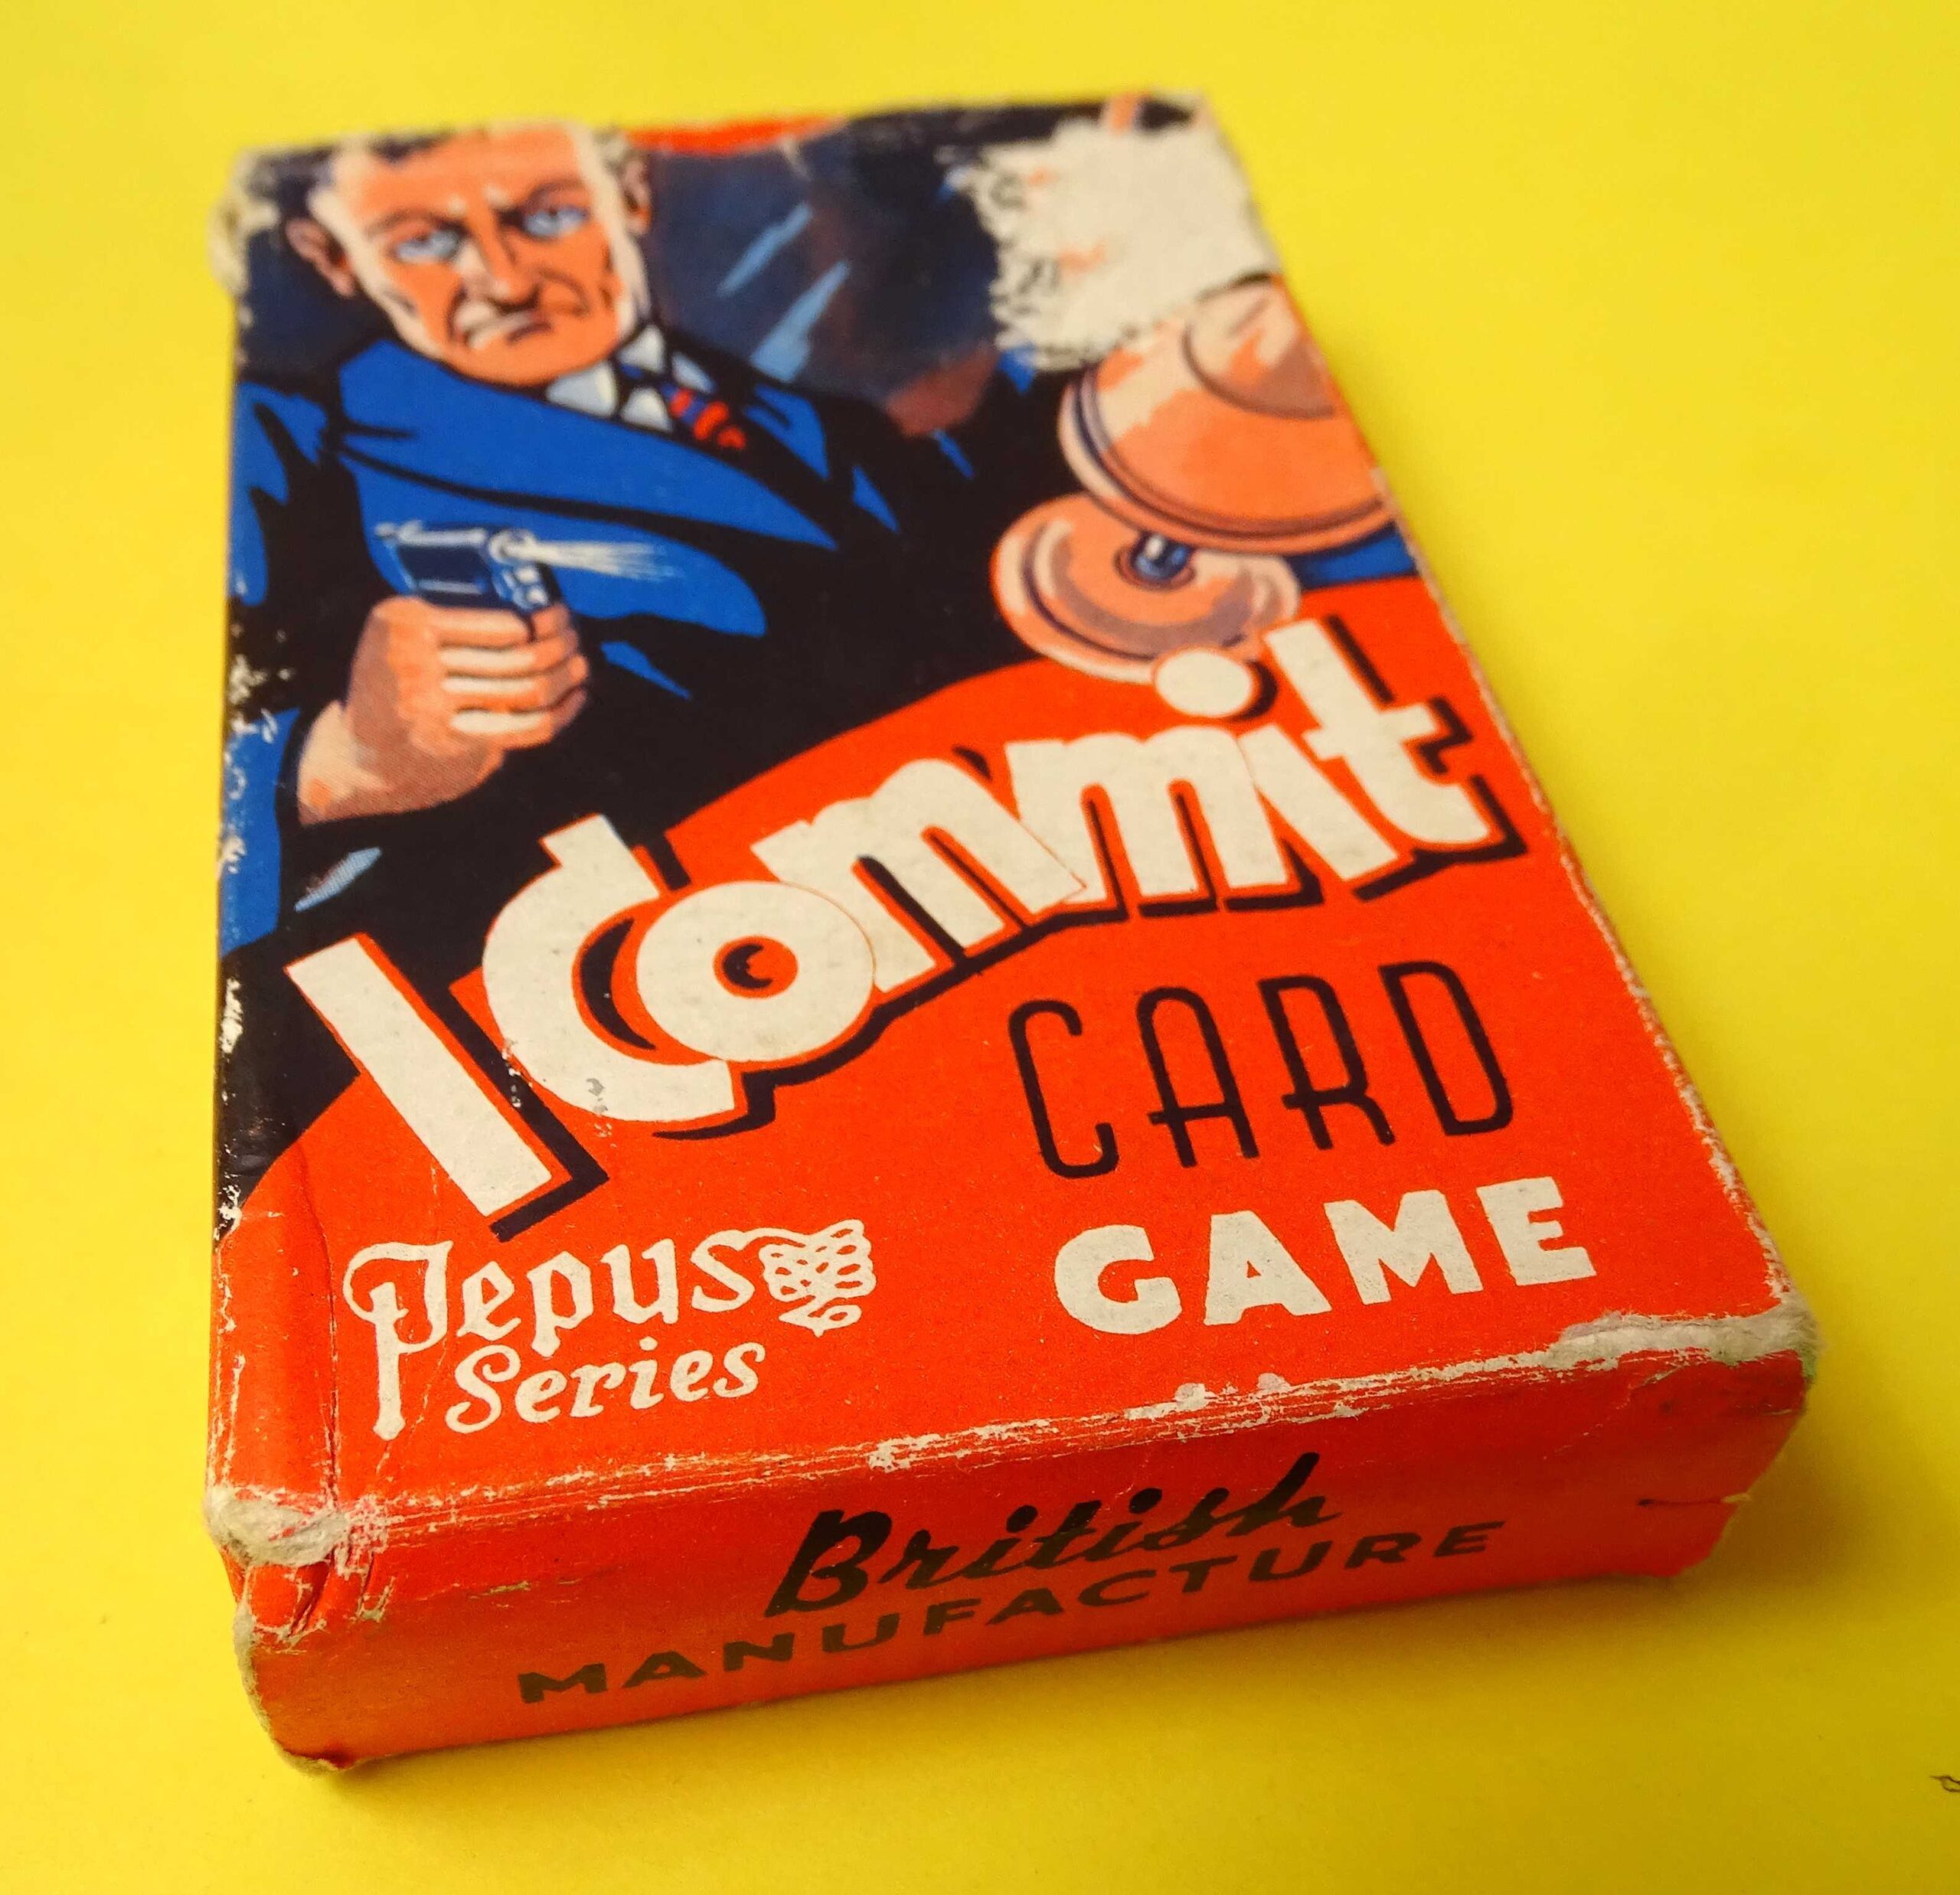 I Commit
CARD
GAME
Pepys
Series
British
MANUFACTURE